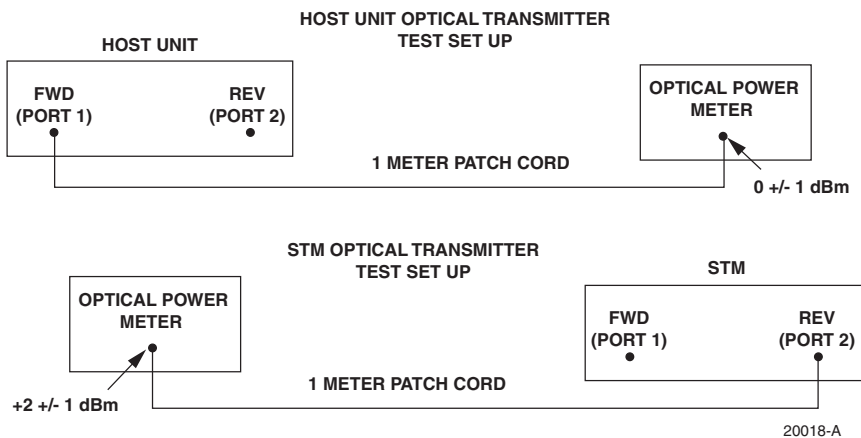 HOST UNIT OPTICAL TRANSMITTER
TEST SET UP
HOST UNIT
FWD
(PORT 1)
REV
(PORT 2)
OPTICAL POWER
METER
1 METER PATCH CORD
0 +/- 1 dBm
STM OPTICAL TRANSMITTER
TEST SET UP
STM
OPTICAL POWER
METER
FWD
(PORT 1)
REV
(PORT 2)
1 METER PATCH CORD
+2 +/- 1 dBm
20018-A